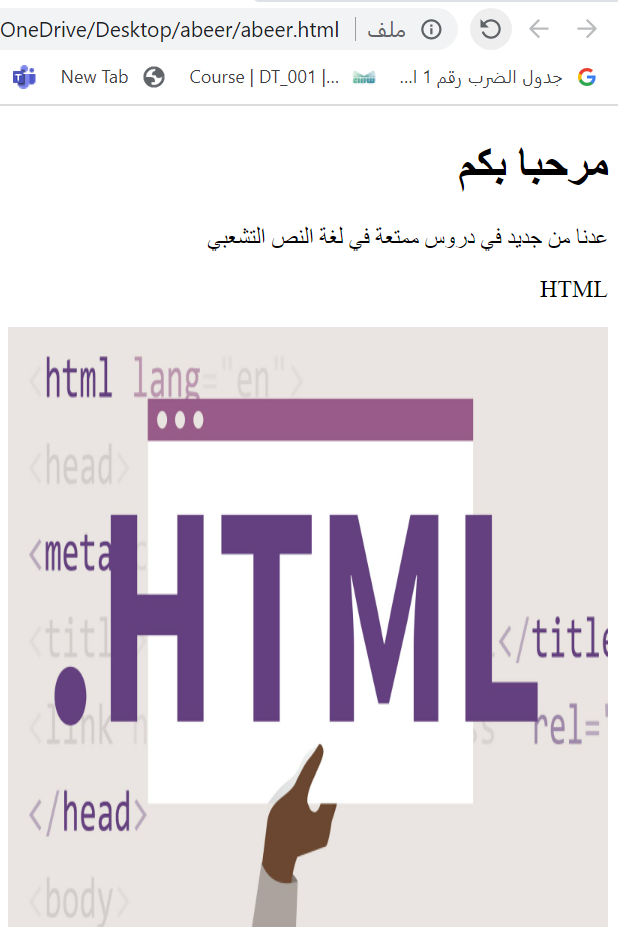 OneDrive/Desktop/abeer/abeer.html | ملف
New Tab
Course | DT_001 |...
جدول الضرب رقم 1 ا...
مرحبا بكم
عدنا من جديد في دروس ممتعة في لغة النص التشعبي
HTML
<html lang="en">
<head>
<meta
.HTML
<titl
</title
<link
rel="
</head>
<body>